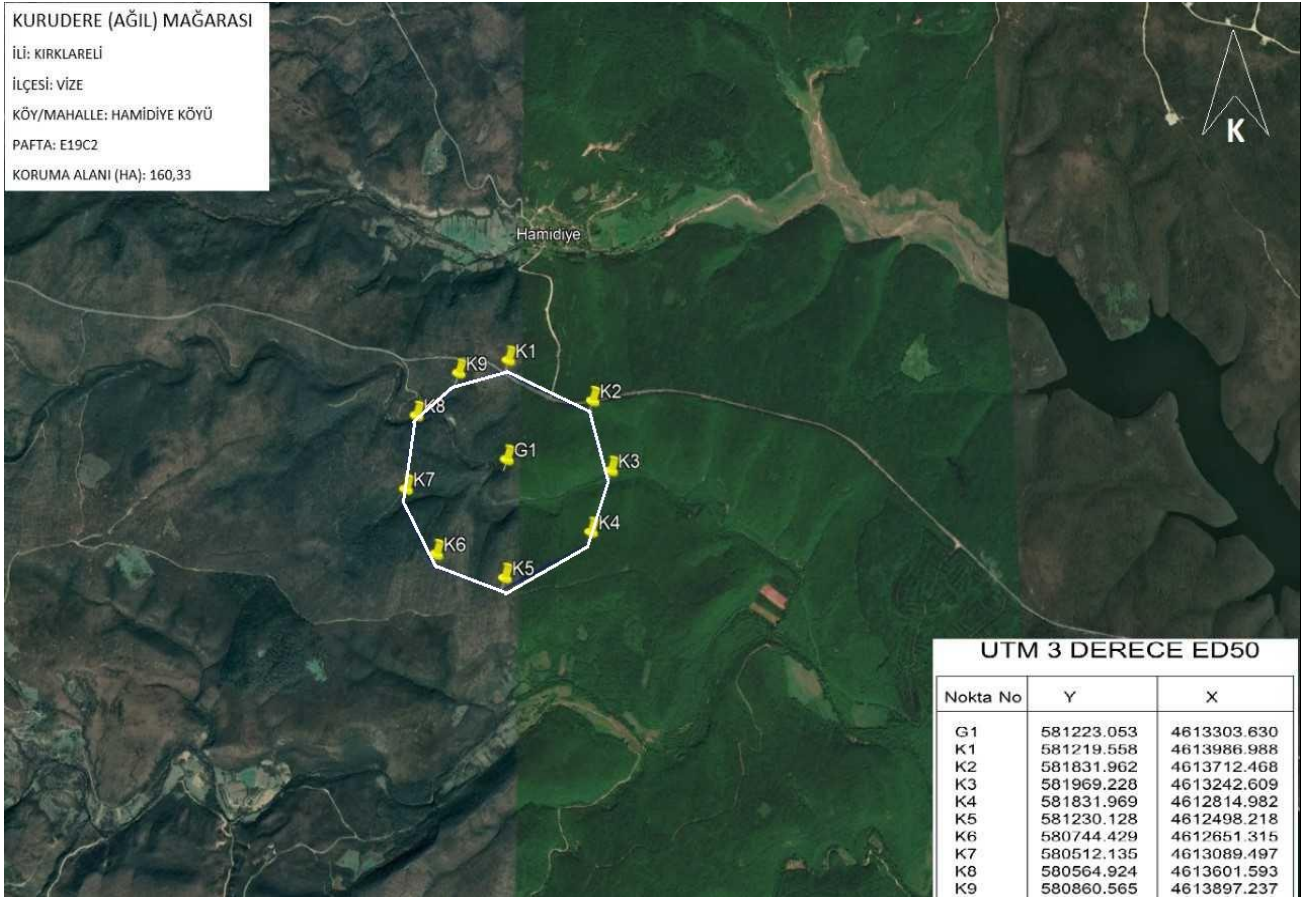 KURUDERE (AĞIL) MAĞARASI
İLİ: KIRKLARELİ
İLÇESİ: VİZE
KÖY/MAHALLE: HAMİDİYE KÖYÜ
PAFTA: E19C2
KORUMA ALANI (HA): 160,33
K
Hamidiye
K1
K9
K2
K8
G1
K3
K7
K4
K6
K5
UTM 3 DERECE ED50
Nokta No Y X
G1 581223.053 4613303.630
K1 581219.558 4613986.988
K2 581831.962 4613712.468
K3 581969.228 4613242.609
K4 581831.969 4612814.982
K5 581230.128 4612498.218
K6 580744.429 4612651.315
K7 580512.135 4613089.497
K8 580564.924 4613601.593
K9 580860.565 4613897.237